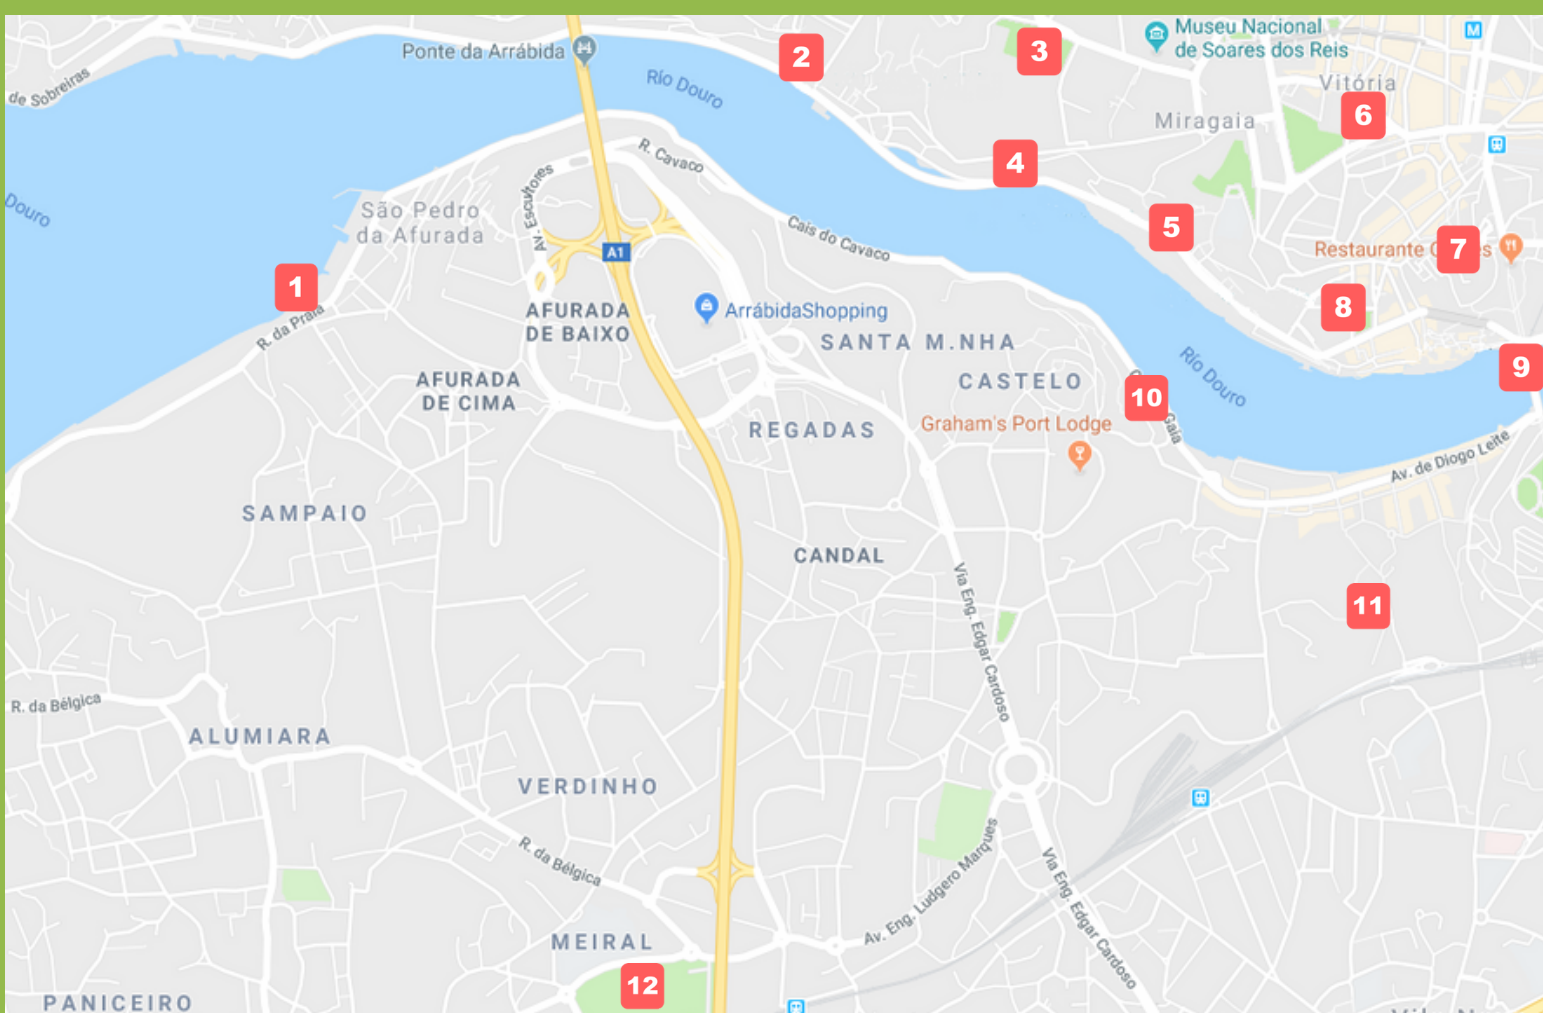 Museu Nacional
de Soares dos Reis
2
3
Ponte da Arrábida
Río Douro
de Sobreiras
Vitória
6
Miragaia
R. Cavaco
4
Av. Escultores
Douro
São Pedro
da Afurada
Cais do Cavaco
5
A1
Restaurante
7
1
R. da Praia
AFURADA
DE BAIXO
ArrábidaShopping
8
SANTA M.NHA
Río Douro
9
AFURADA
DE CIMA
CASTELO
10
Gaia
Graham's Port Lodge
REGADAS
Av. de Diogo Leite
SAMPAIO
CANDAL
11
Via Eng. Edgar Cardoso
R. da Bélgica
ALUMIARA
VERDINHO
R. da Bélgica
Av. Eng. Ludgero Marques
Via Eng. Edgar Cardoso
MEIRAL
12
PANICEIRO